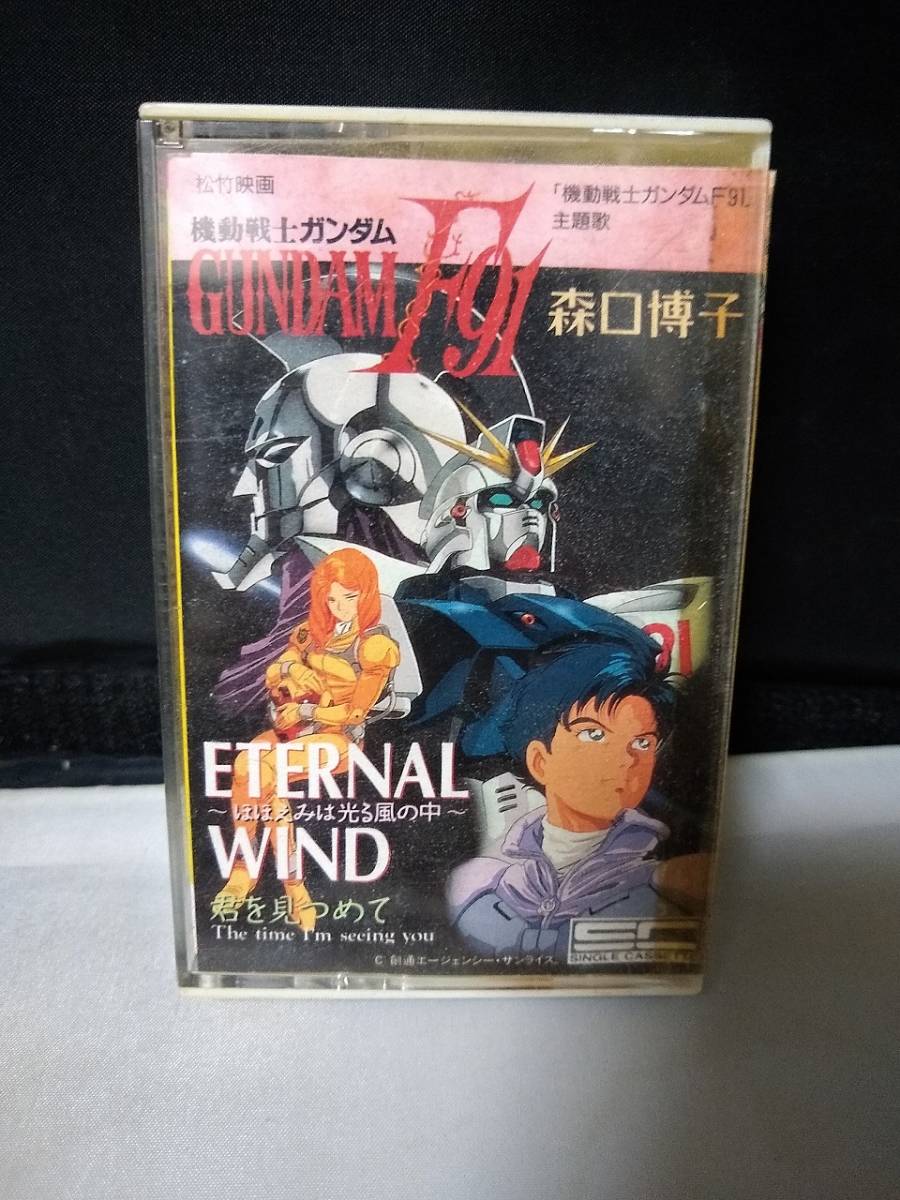 松竹映画
機動戦士ガンダム
GUNDAM F91
「機動戦士ガンダムF91」
主題歌
森口博子
91
ETERNAL
～ほほえみは光る風の中～
WIND
君を見つめて
The time I'm seeing you
SC
SINGLE CASSETTE
C 創通エージェンシー・サンライズ